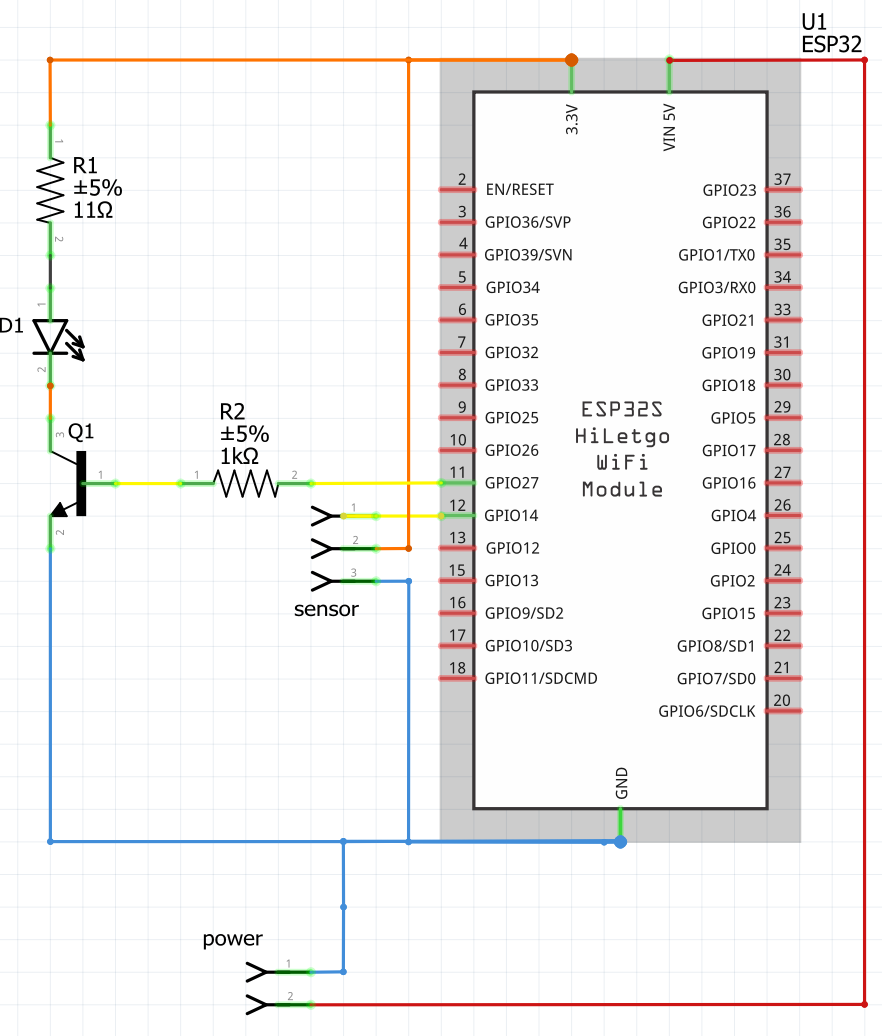 U1
ESP32
3.3V
VIN 5V
1
R1
±5%
11Ω
2
1
D1
2
3
Q1
1
2
R2
±5%
1kΩ
1
2
1
2
3
sensor
2
EN/RESET
3
GPIO36/SVP
4
GPIO39/SVN
5
GPIO34
6
GPIO35
7
GPIO32
8
GPIO33
9
GPIO25
10
GPIO26
11
GPIO27
12
GPIO14
13
GPIO12
15
GPIO13
16
GPIO9/SD2
17
GPIO10/SD3
18
GPIO11/SDCMD
ESP32S
HiLetgo
WiFi
Module
GPIO23
37
GPIO22
36
GPIO1/TX0
35
GPIO3/RX0
34
GPIO21
33
GPIO19
31
GPIO18
30
GPIO5
29
GPIO17
28
GPIO16
27
GPIO4
26
GPIO0
25
GPIO2
24
GPIO15
23
GPIO8/SD1
22
GPIO7/SD0
21
GPIO6/SDCLK
20
GND
power
1
2